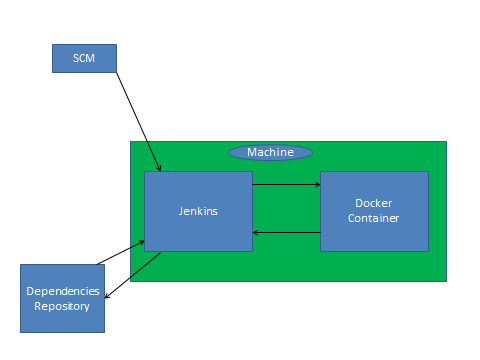 SCM
Machine
Jenkins
Docker
Container
Dependencies
Repository